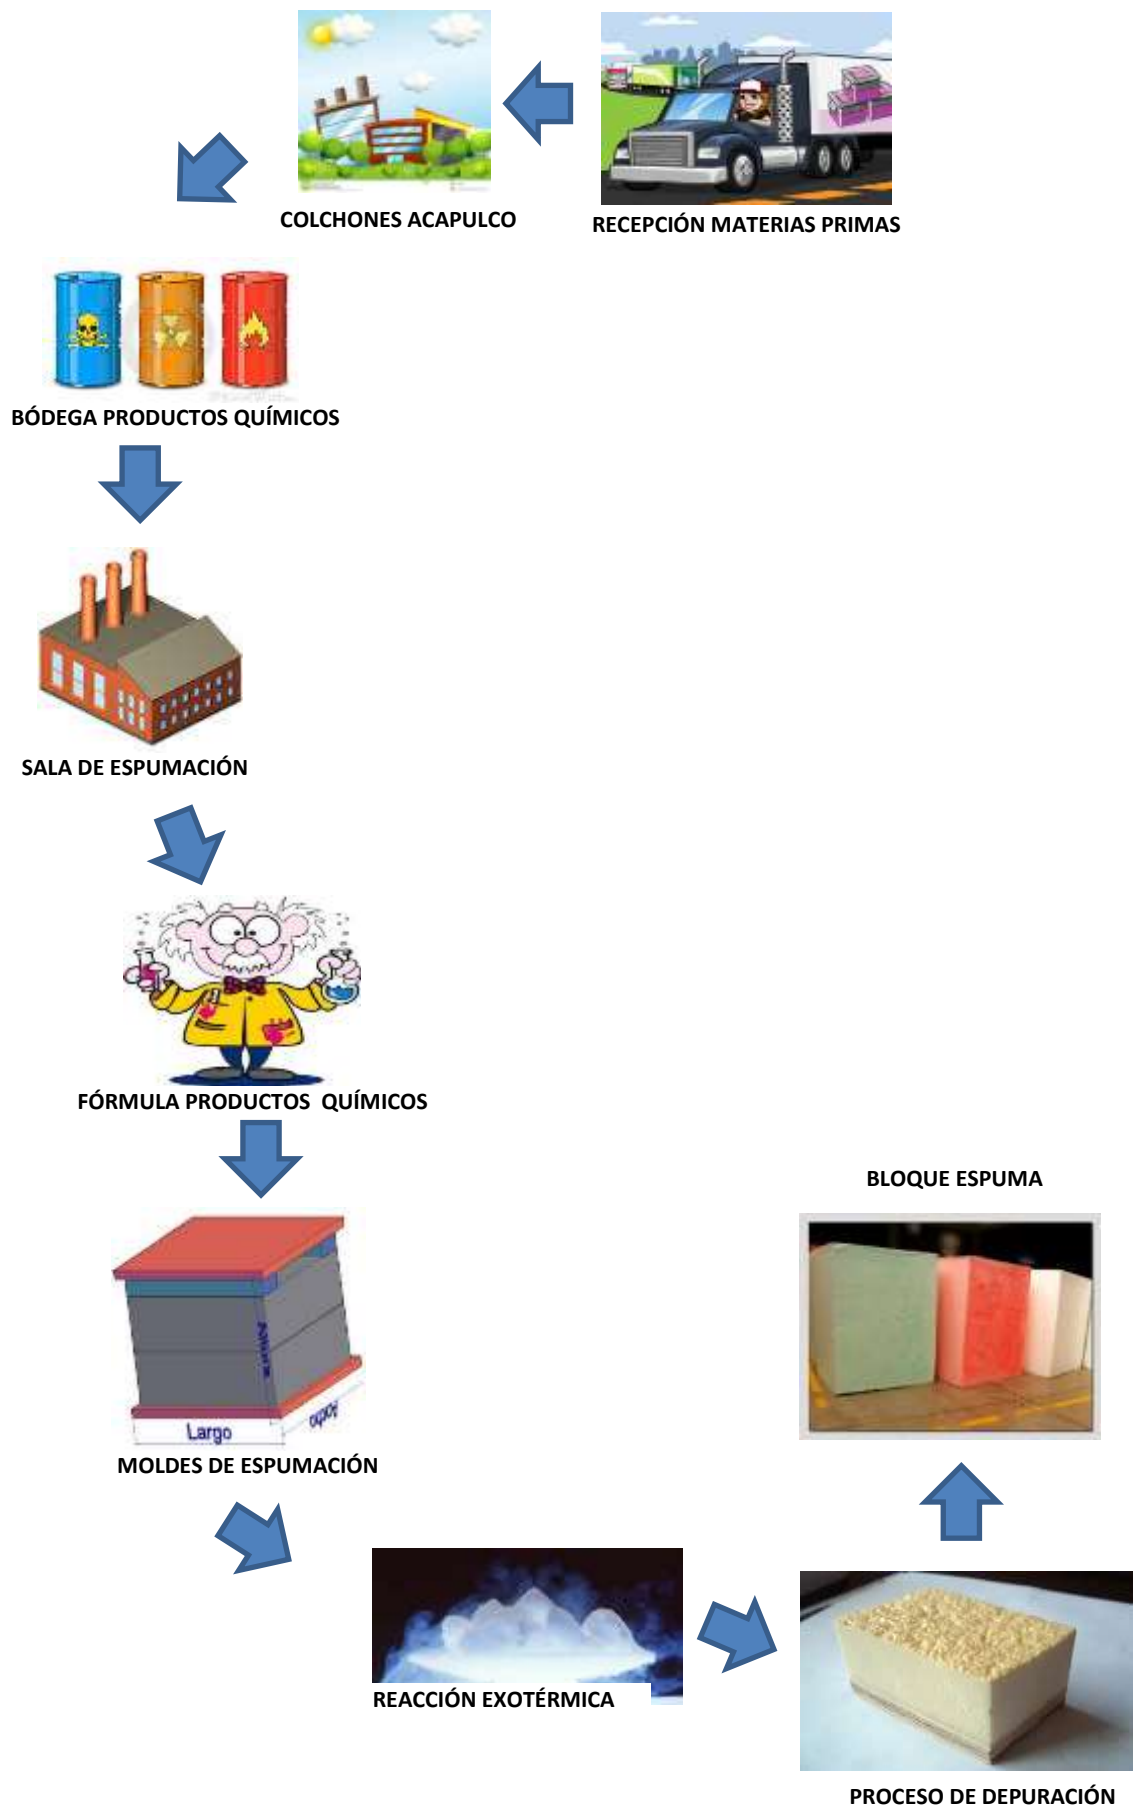 RECEPCIÓN MATERIAS PRIMAS
COLCHONES ACAPULCO
BÓDEGA PRODUCTOS QUÍMICOS
SALA DE ESPUMACIÓN
FÓRMULA PRODUCTOS  QUÍMICOS
Largo
Ancho
MOLDES DE ESPUMACIÓN
REACCIÓN EXOTÉRMICA
PROCESO DE DEPURACIÓN
BLOQUE ESPUMA